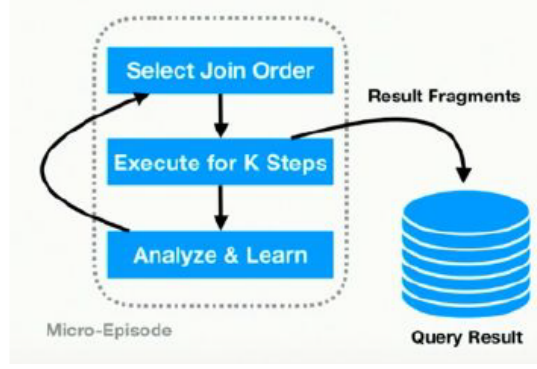 Select Join Order
Result Fragments
Execute for K Steps
Analyze & Learn
Micro-Episode
Query Result